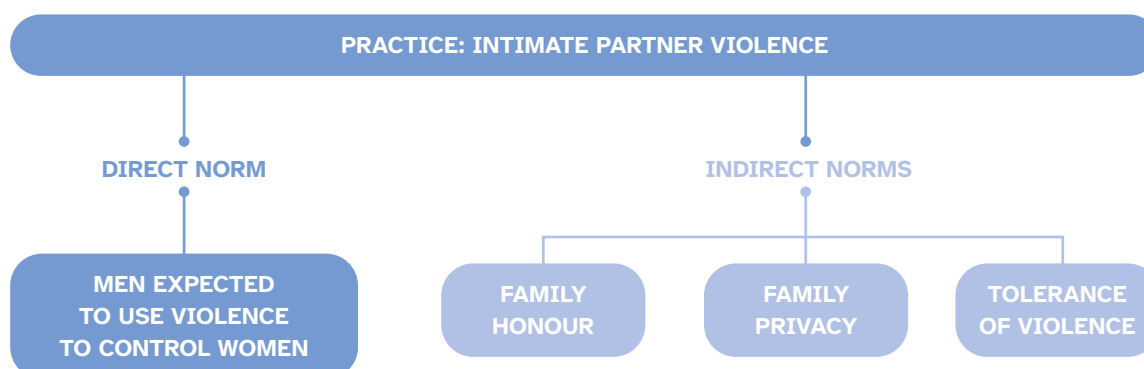 PRACTICE: INTIMATE PARTNER VIOLENCE
DIRECT NORM
INDIRECT NORMS
MEN EXPECTED
TO USE VIOLENCE
TO CONTROL WOMEN
FAMILY
HONOUR
FAMILY
PRIVACY
TOLERANCE
OF VIOLENCE